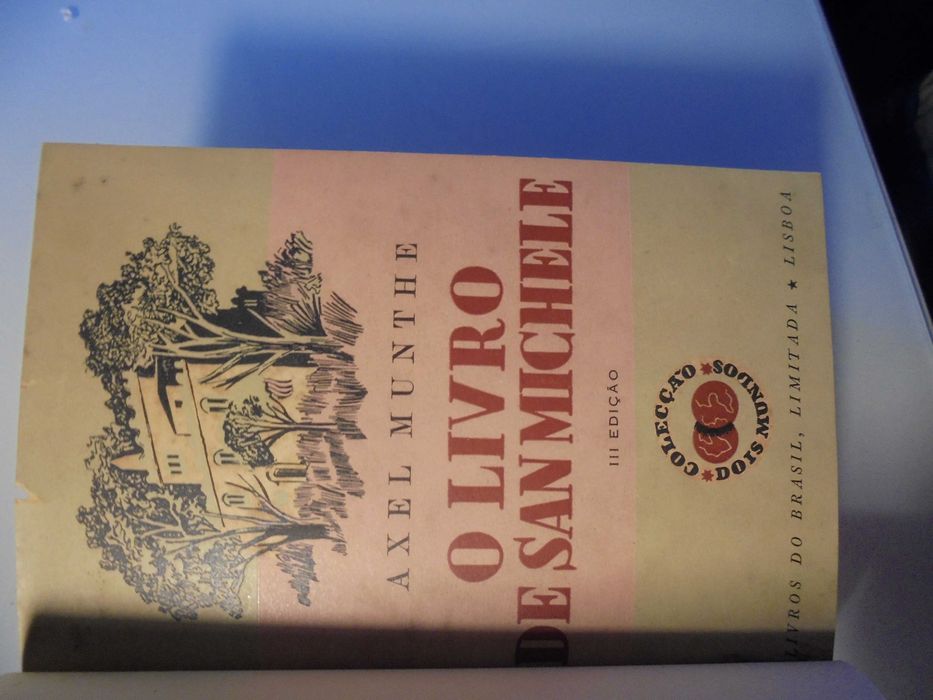 AXEL MUNTHE
O LIVRO
DE SAN MICHELE
III EDIÇÃO
COLECÇÃO
DOIS MUNDOS
LIVROS DO BRASIL, LIMITADA ★ LISBOA